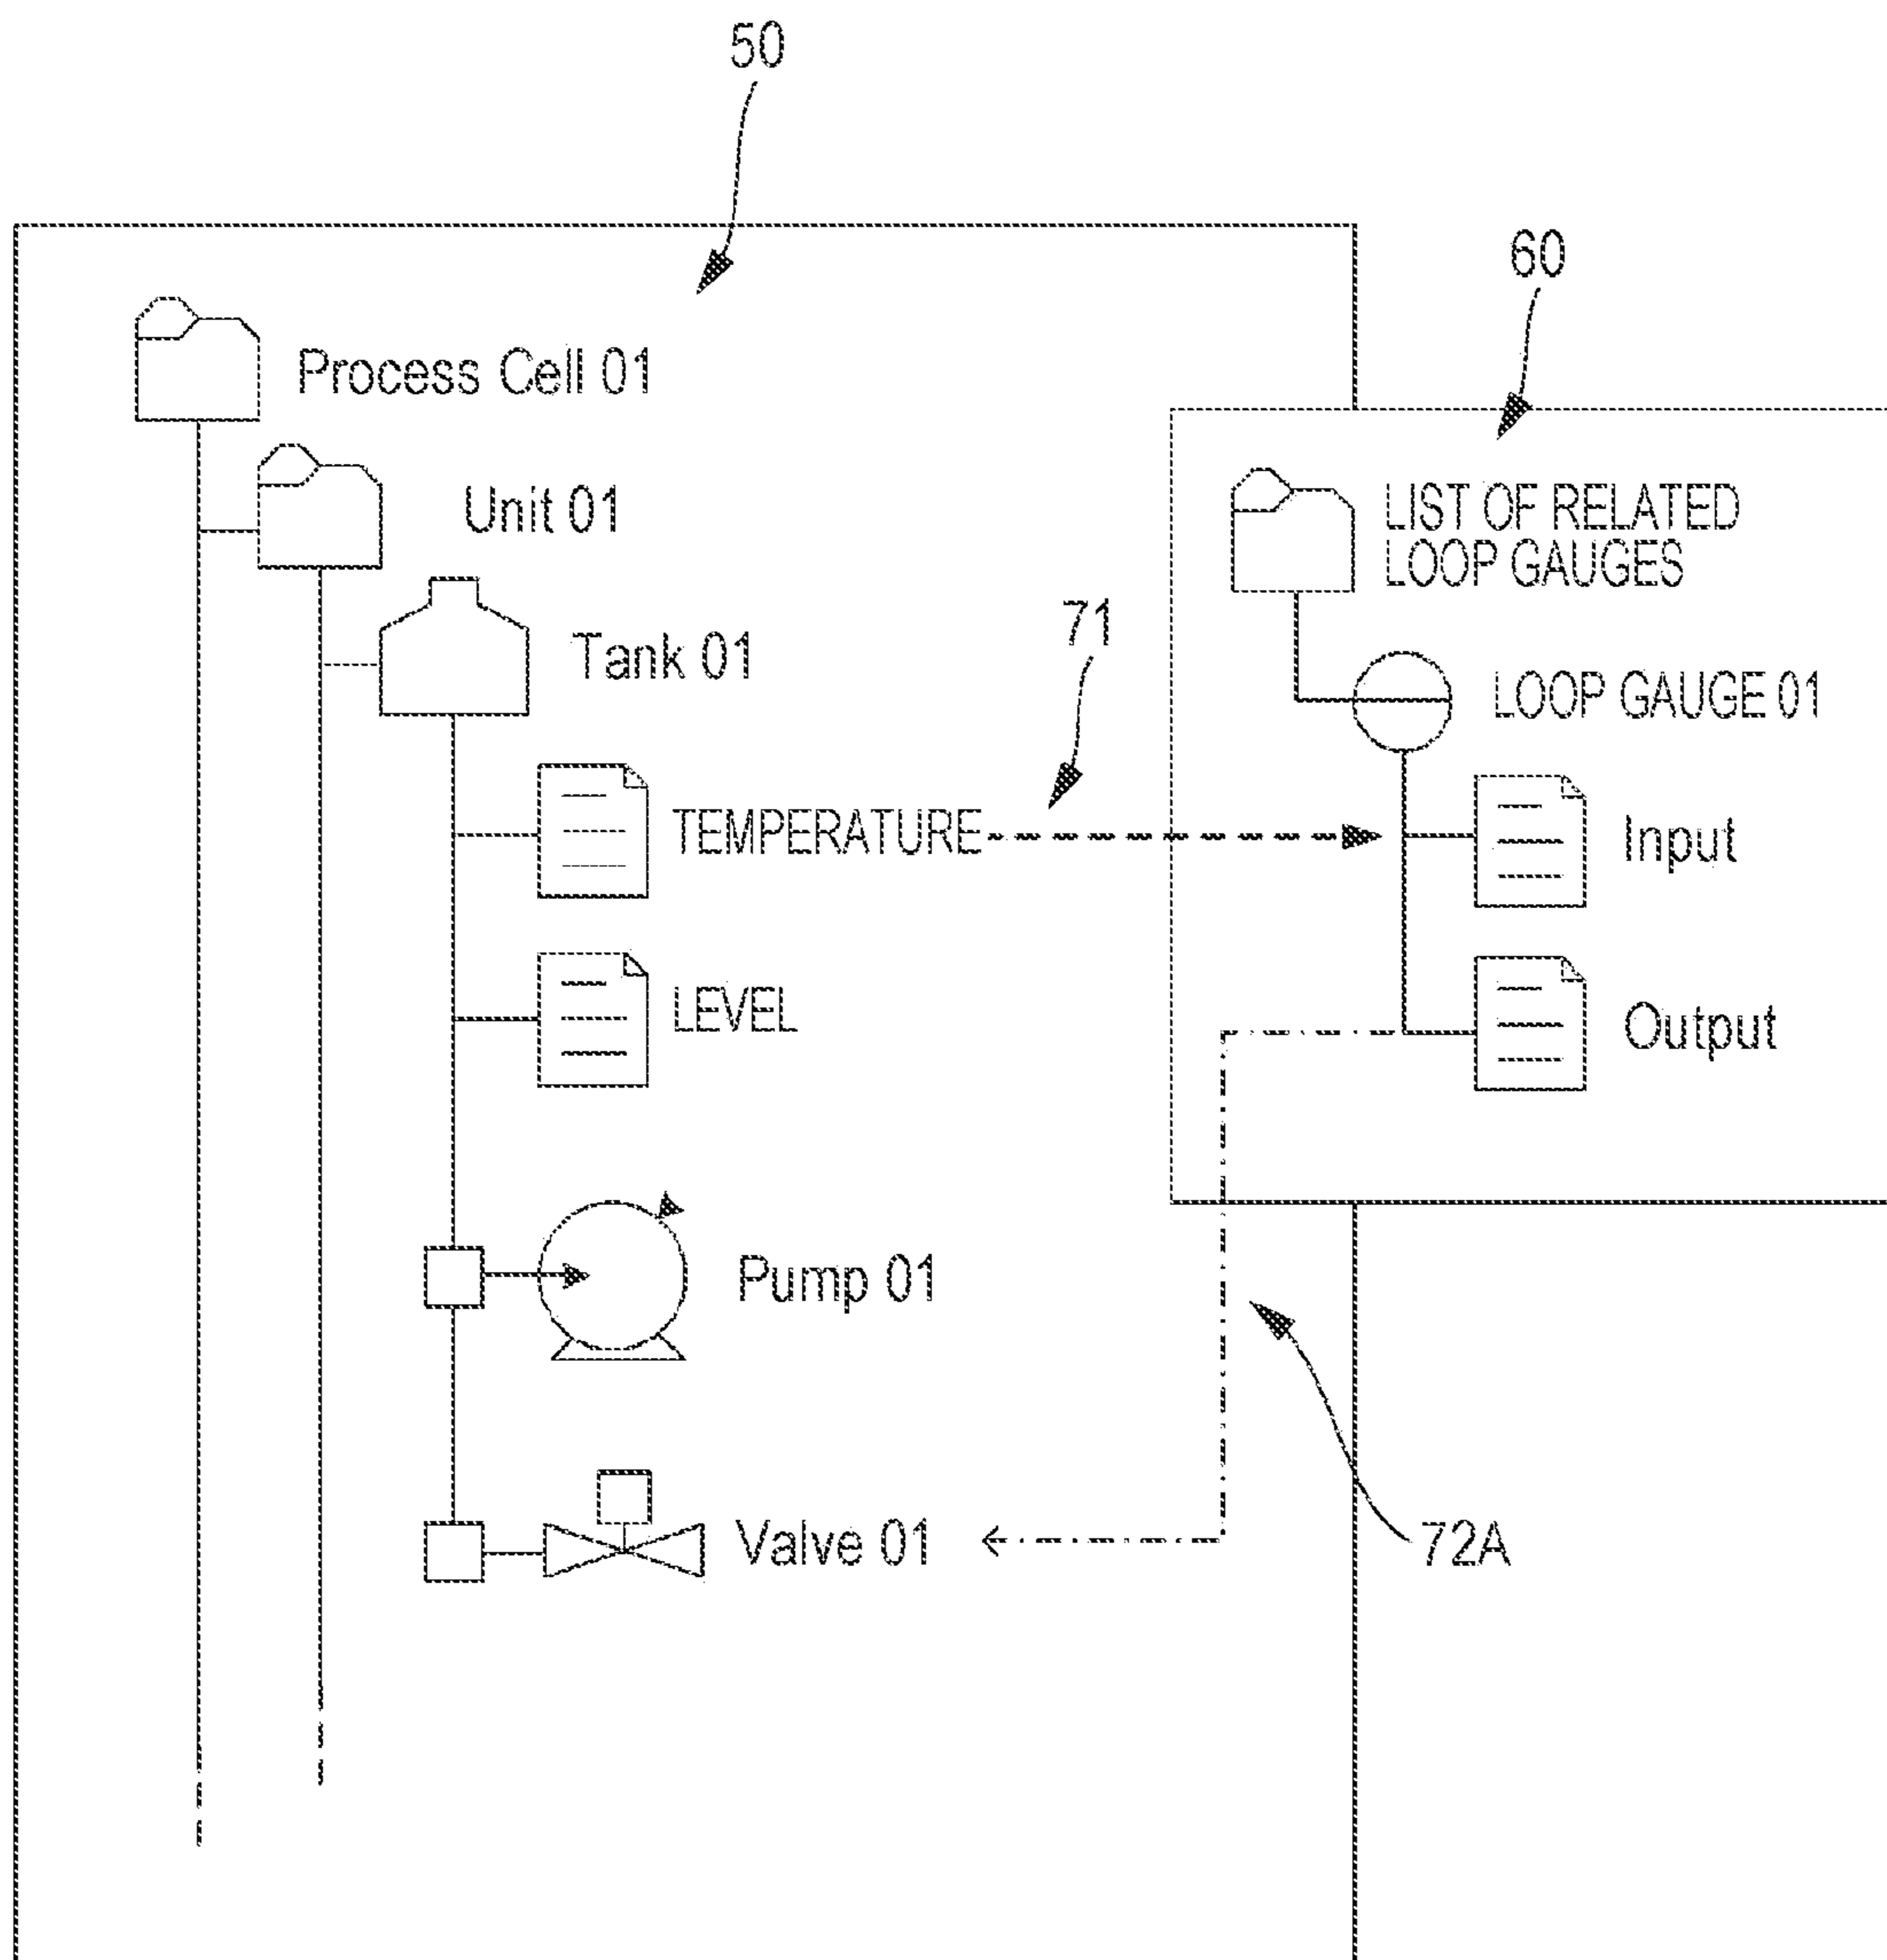 50
60
Process Cell 01
Unit 01
Tank 01
TEMPERATURE
LEVEL
Pump 01
Valve 01
71
LIST OF RELATED
LOOP GAUGES
LOOP GAUGE 01
Input
Output
72A